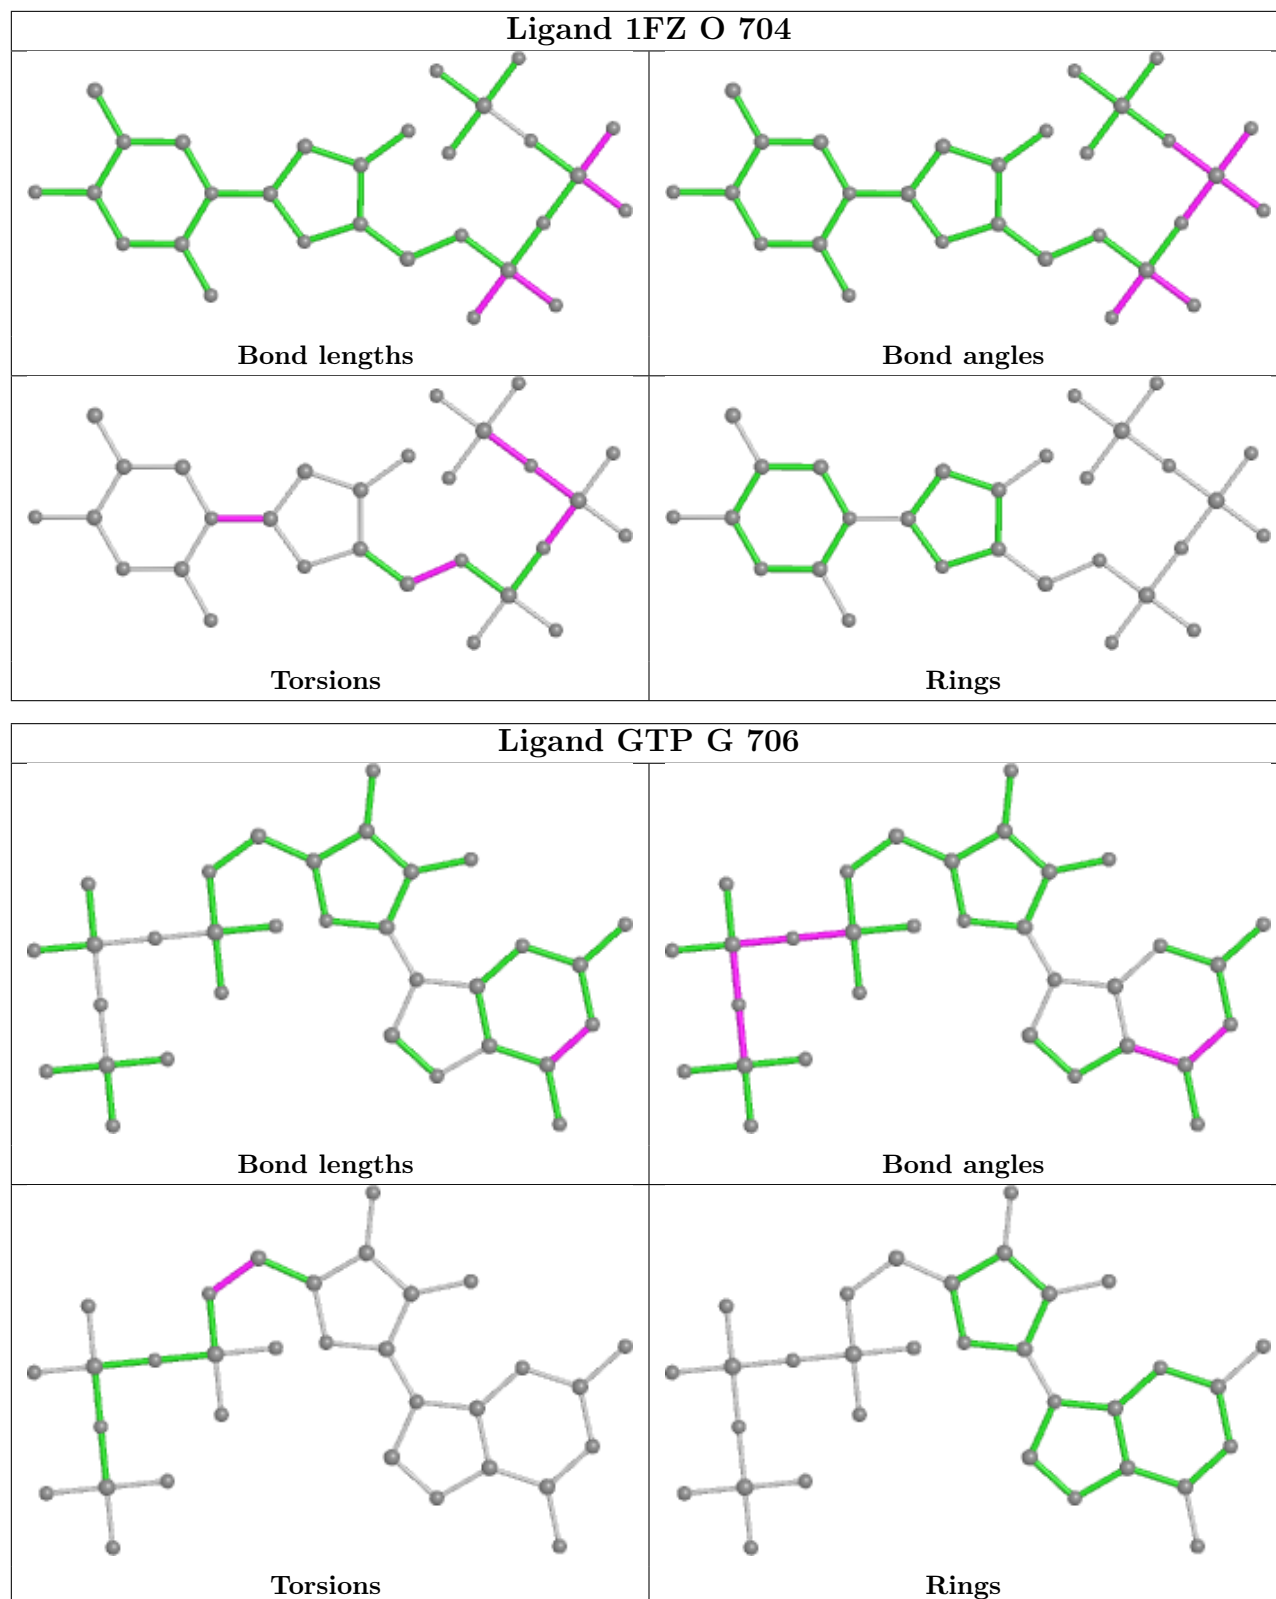 Ligand 1FZ O 704
Bond lengths
Bond angles
Torsions
Rings
Ligand GTP G 706
Bond lengths
Bond angles
Torsions
Rings